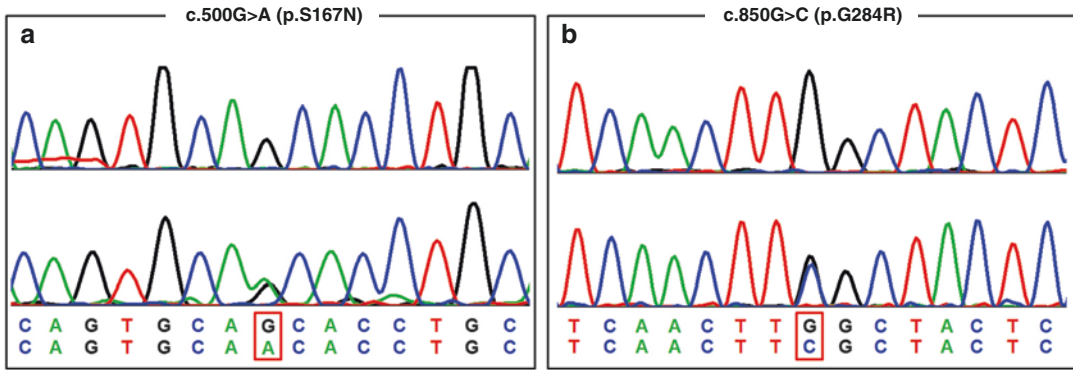 c.500G>A (p.S167N)
a
C A G T G C A G C A C C T G C
C A G T G C A A C A C C T G C
c.850G>C (p.G284R)
b
T C A A C T T G G C T A C T C
T C A A C T T C G C T A C T C